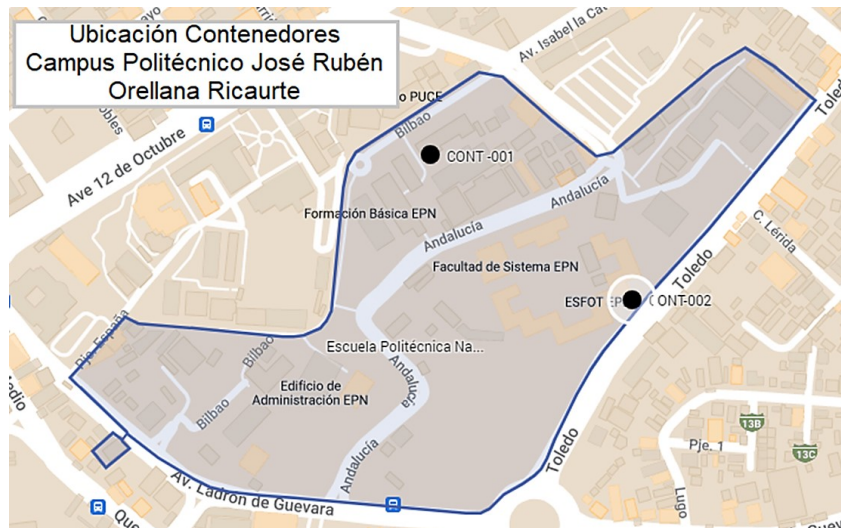 Ubicación Contenedores
Campus Politécnico José Rubén
Orellana Ricaurte
Av. Isabel la Ca
o PUCE
Bilbao
Toledo
Ave 12 de Octubre
CONT -001
Andalucía
Formación Básica EPN
Andalucía
C. Lérida
Facultad de Sistema EPN
Toledo
ESFOT EP
ONT-002
Pje. España
Bilbao
Escuela Politécnica Na...
Andalucía
Edificio de
Administración EPN
Bilbao
13B
Pje. 1
13C
Andalucía
Toledo
Av. Ladrón de Guevara
Lugo